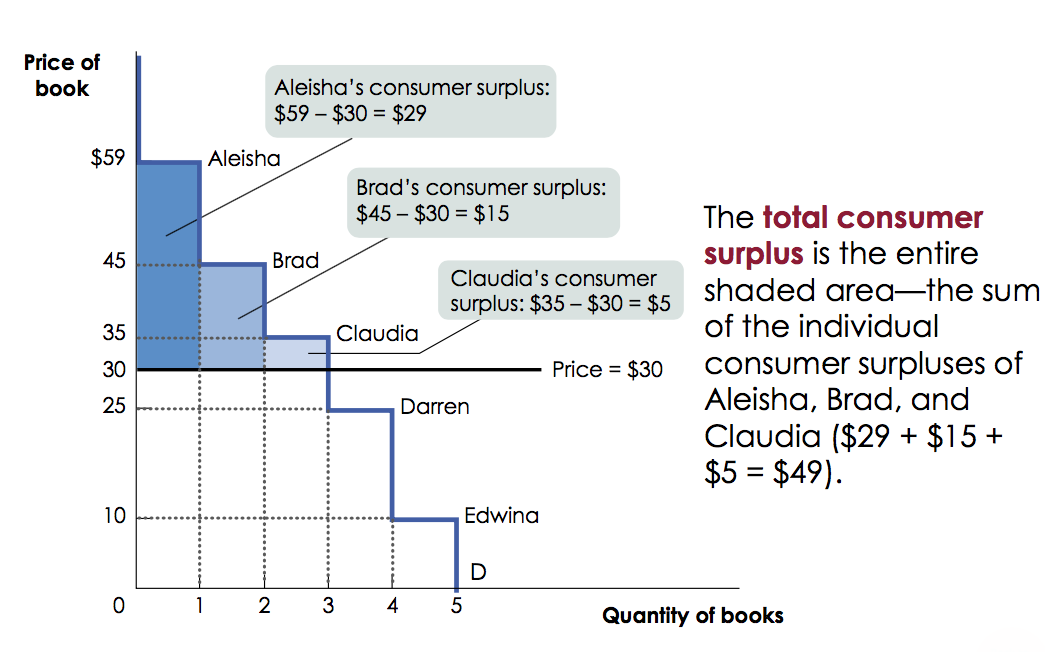 Price of
book
Aleisha’s consumer surplus:
$59 – $30 = $29
$59
Aleisha
Brad’s consumer surplus:
$45 – $30 = $15
45
Brad
Claudia’s consumer
surplus: $35 – $30 = $5
35
Claudia
30
Price = $30
25
Darren
10
Edwina
D
0
1
2
3
4
5
Quantity of books
The total consumer
surplus is the entire
shaded area—the sum
of the individual
consumer surpluses of
Aleisha, Brad, and
Claudia ($29 + $15 +
$5 = $49).